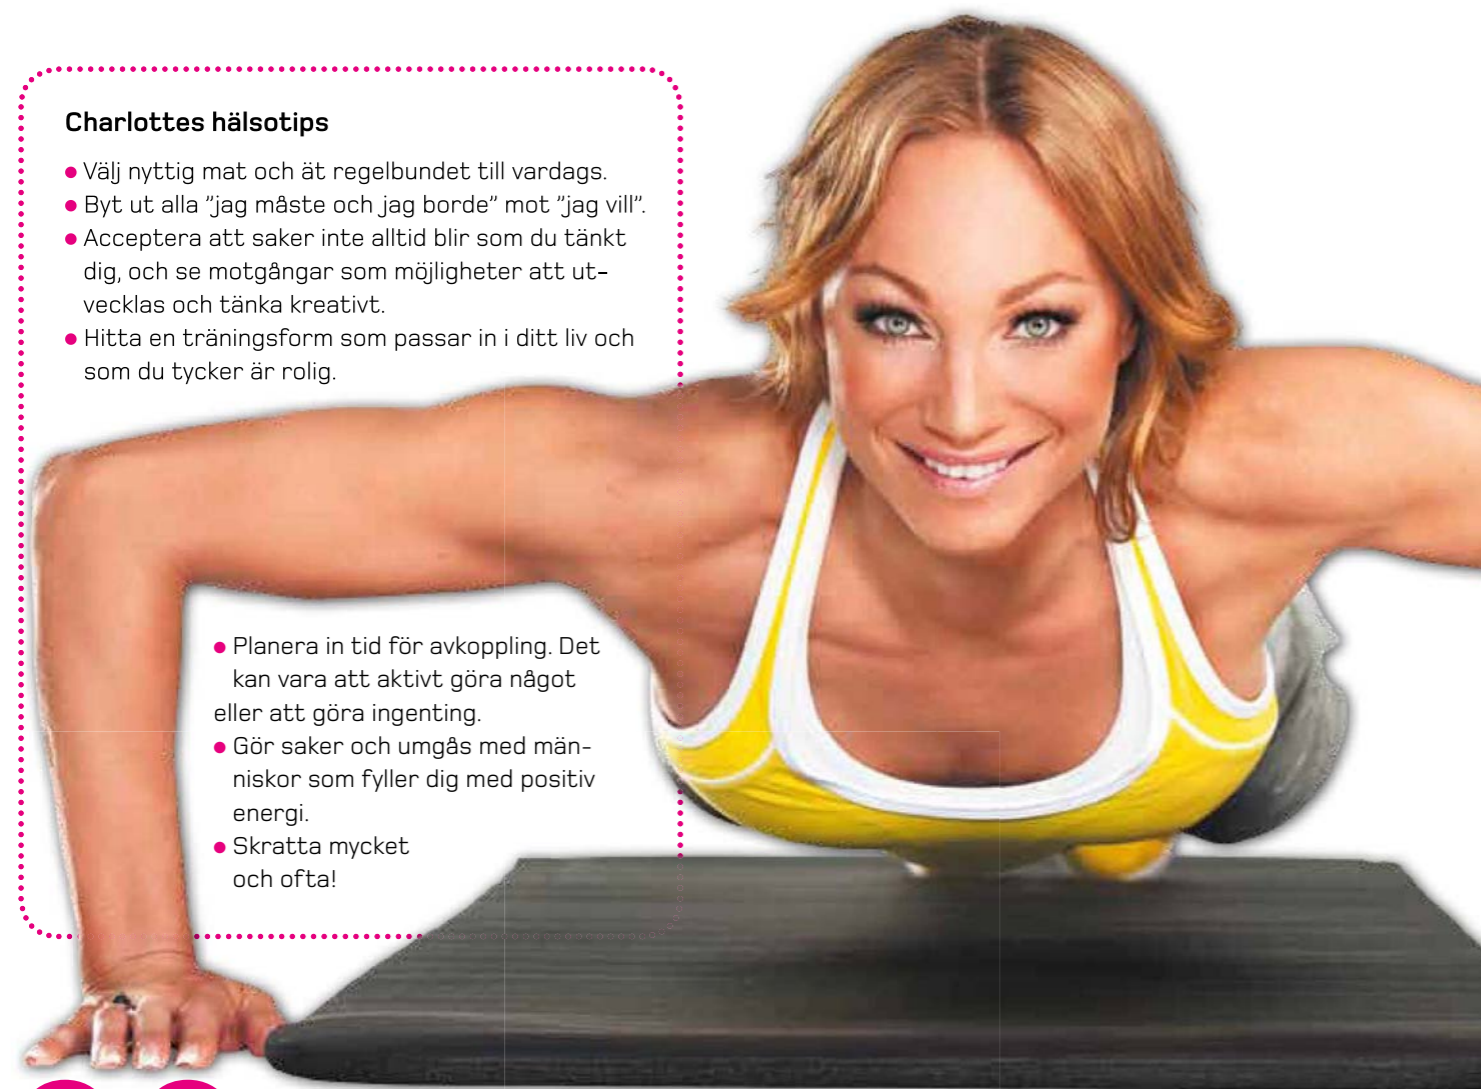 Charlottes hälsotips
● Välj nyttig mat och ät regelbundet till vardags.
● Byt ut alla ”jag måste och jag borde” mot ”jag vill”.
● Acceptera att saker inte alltid blir som du tänkt
dig, och se motgångar som möjligheter att ut-
vecklas och tänka kreativt.
● Hitta en träningsform som passar in i ditt liv och
som du tycker är rolig.
● Planera in tid för avkoppling. Det
kan vara att aktivt göra något
eller att göra ingenting.
● Gör saker och umgås med män-
niskor som fyller dig med positiv
energi.
● Skratta mycket
och ofta!